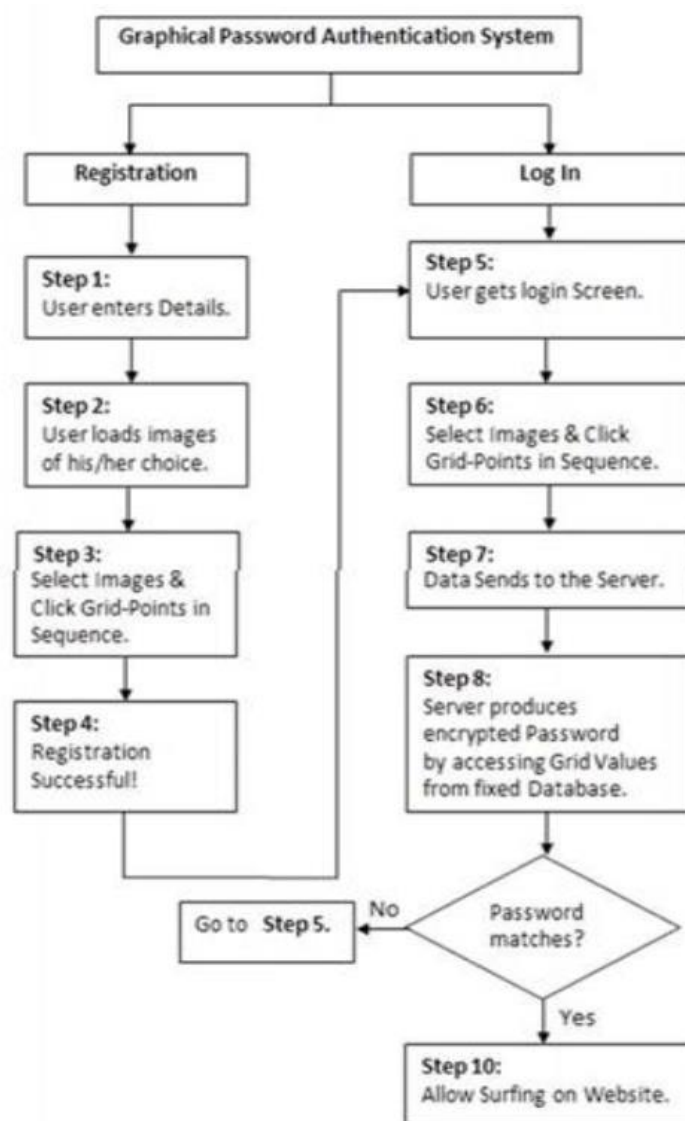 Graphical Password Authentication System
Registration
Log In
Step 1:
User enters Details.
Step 2:
User loads images
of his/her choice.
Step 3:
Select Images &
Click Grid-Points in
Sequence.
Step 4:
Registration
Successful!
Step 5:
User gets login Screen.
Step 6:
Select Images & Click
Grid-Points in Sequence.
Step 7:
Data Sends to the Server.
Step 8:
Server produces
encrypted Password
by accessing Grid Values
from fixed Database.
Password
matches?
No
Go to Step 5.
Yes
Step 10:
Allow Surfing on Website.